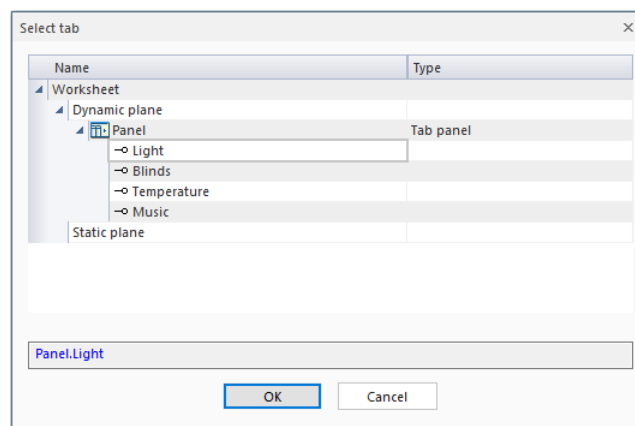 Select tab
Name Type
Worksheet
Dynamic plane
Panel Tab panel
Light
Blinds
Temperature
Music
Static plane
Panel.Light
OK Cancel